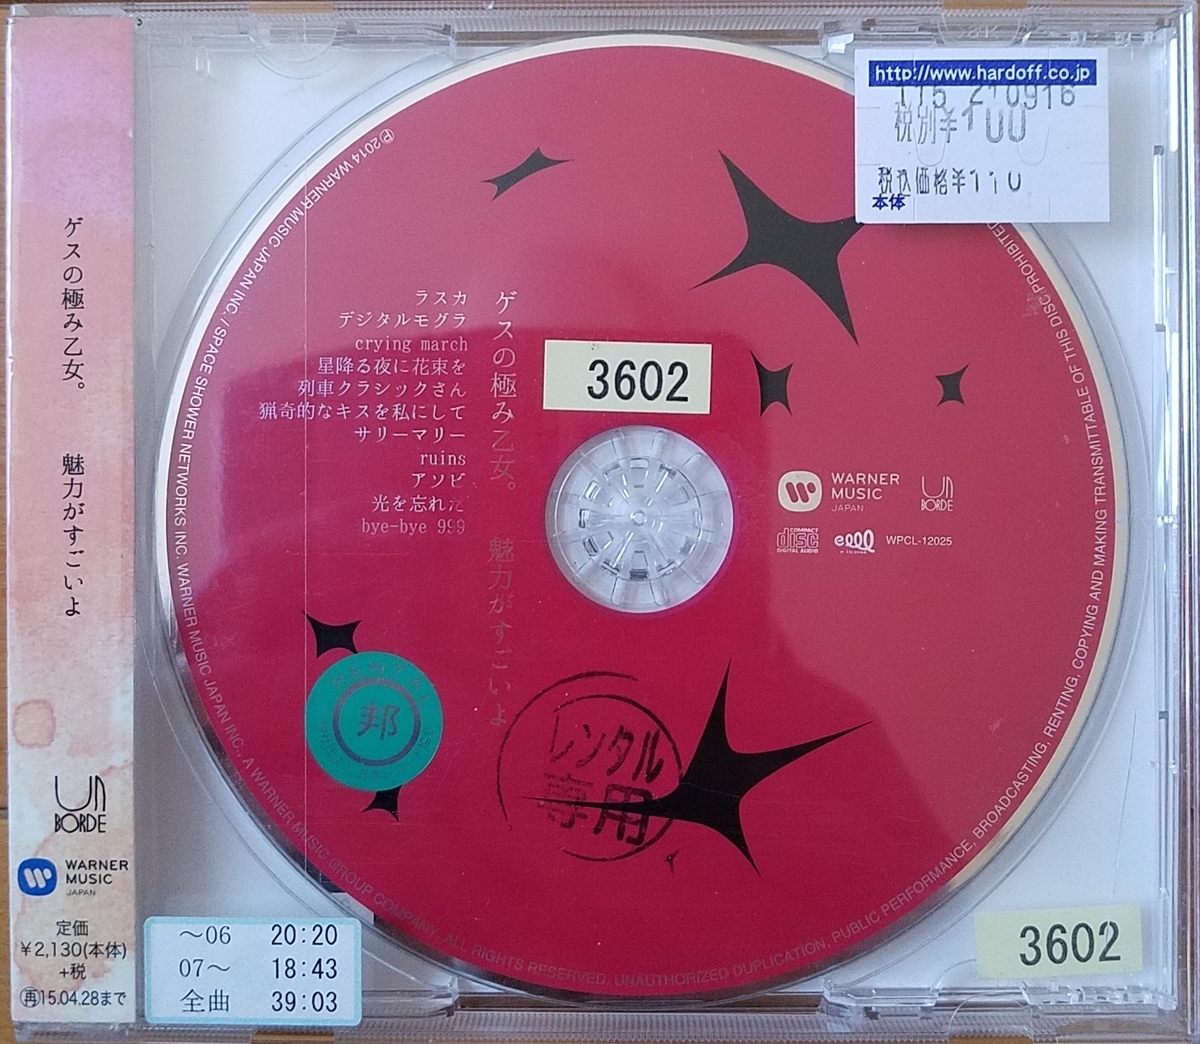 ゲスの極み乙女。 魅力がすごいよ
unBORDE
WARNER
MUSIC
JAPAN
定価
¥2,130(本体)
+税
再15.04.28まで
http://www.hardoff.co.jp
税別¥100
税込価格¥110
本体
℗2014 WARNER MUSIC JAPAN INC. / SPACE SHOWER NETWORKS INC. WARNER MUSIC JAPAN INC., A WARNER MUSIC GROUP COMPANY. ALL RIGHTS RESERVED. UNAUTHORIZED DUPLICATION, PUBLIC PERFORMANCE, BROADCASTING, RENTING, COPYING AND MAKING TRANSMITTABLE OF THIS DISC PROHIBITED
ゲスの極み乙女。 魅力がすごいよ
ラスカ
デジタルモグラ
crying march
星降る夜に花束を
列車クラシックさん
猟奇的なキスを私にして
サリーマリー
ruins
アソビ
光を忘れた
bye-bye 999
3602
WARNER
MUSIC
JAPAN
unBORDE
COMPACT
disc
DIGITAL AUDIO
WPCL-12025
RENTAL
邦
レンタル
専用
～06 20:20
07～ 18:43
全曲 39:03
3602